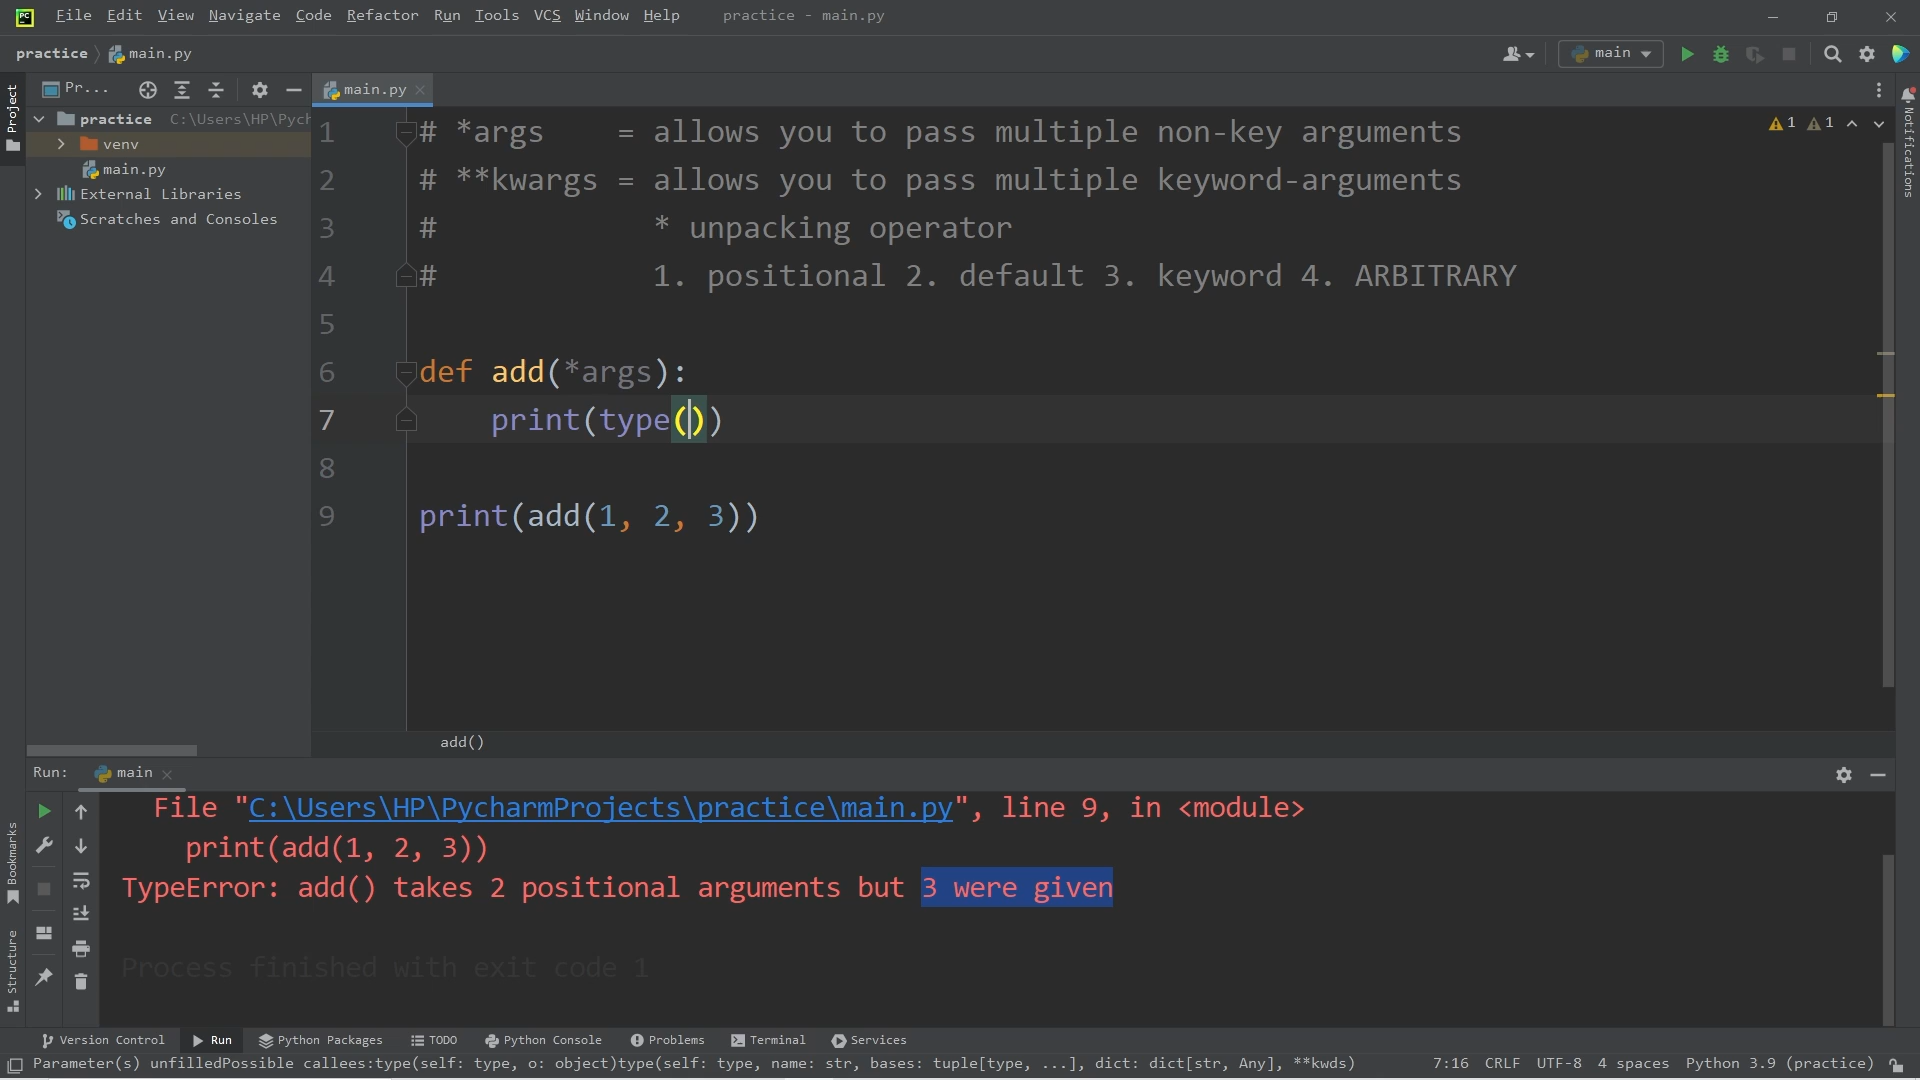 File Edit View Navigate Code Refactor Run Tools VCS Window Help practice - main.py
practice main.py main
Project
Pr... main.py
practice C:\Users\HP\Pych
venv
main.py
External Libraries
Scratches and Consoles
1 # *args    = allows you to pass multiple non-key arguments
2 # **kwargs = allows you to pass multiple keyword-arguments
3 #            * unpacking operator
4 #            1. positional 2. default 3. keyword 4. ARBITRARY
5
6 def add(*args):
7     print(type())
8
9 print(add(1, 2, 3))
1 1
Notifications
add()
Run: main
File "C:\Users\HP\PycharmProjects\practice\main.py", line 9, in <module>
print(add(1, 2, 3))
TypeError: add() takes 2 positional arguments but 3 were given
Process finished with exit code 1
Bookmarks
Structure
Version Control Run Python Packages TODO Python Console Problems Terminal Services
Parameter(s) unfilledPossible callees:type(self: type, o: object)type(self: type, name: str, bases: tuple[type, ...], dict: dict[str, Any], **kwds) 7:16 CRLF UTF-8 4 spaces Python 3.9 (practice)